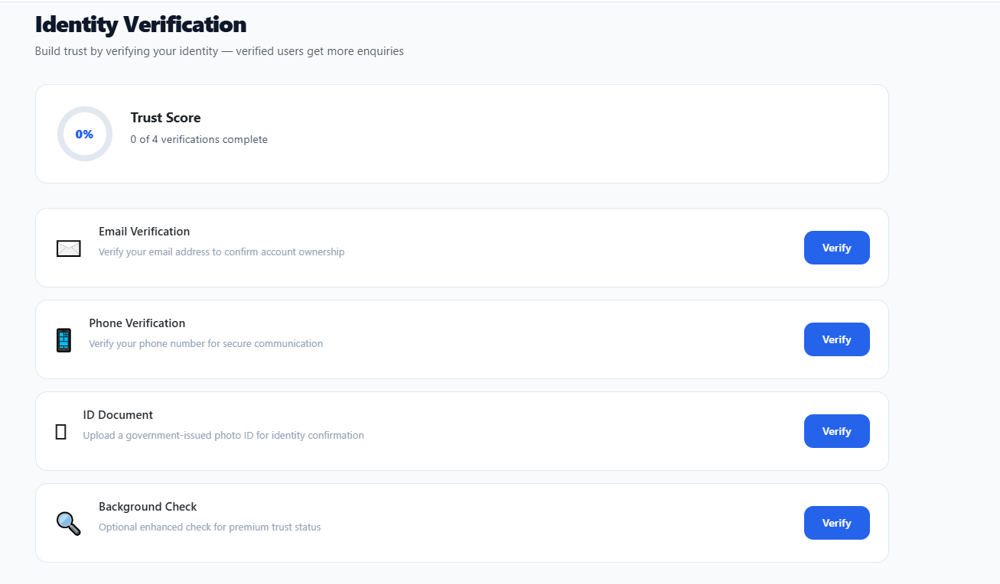 Identity Verification
Build trust by verifying your identity — verified users get more enquiries
0%
Trust Score
0 of 4 verifications complete
Email Verification
Verify your email address to confirm account ownership
Verify
Phone Verification
Verify your phone number for secure communication
Verify
ID Document
Upload a government-issued photo ID for identity confirmation
Verify
Background Check
Optional enhanced check for premium trust status
Verify